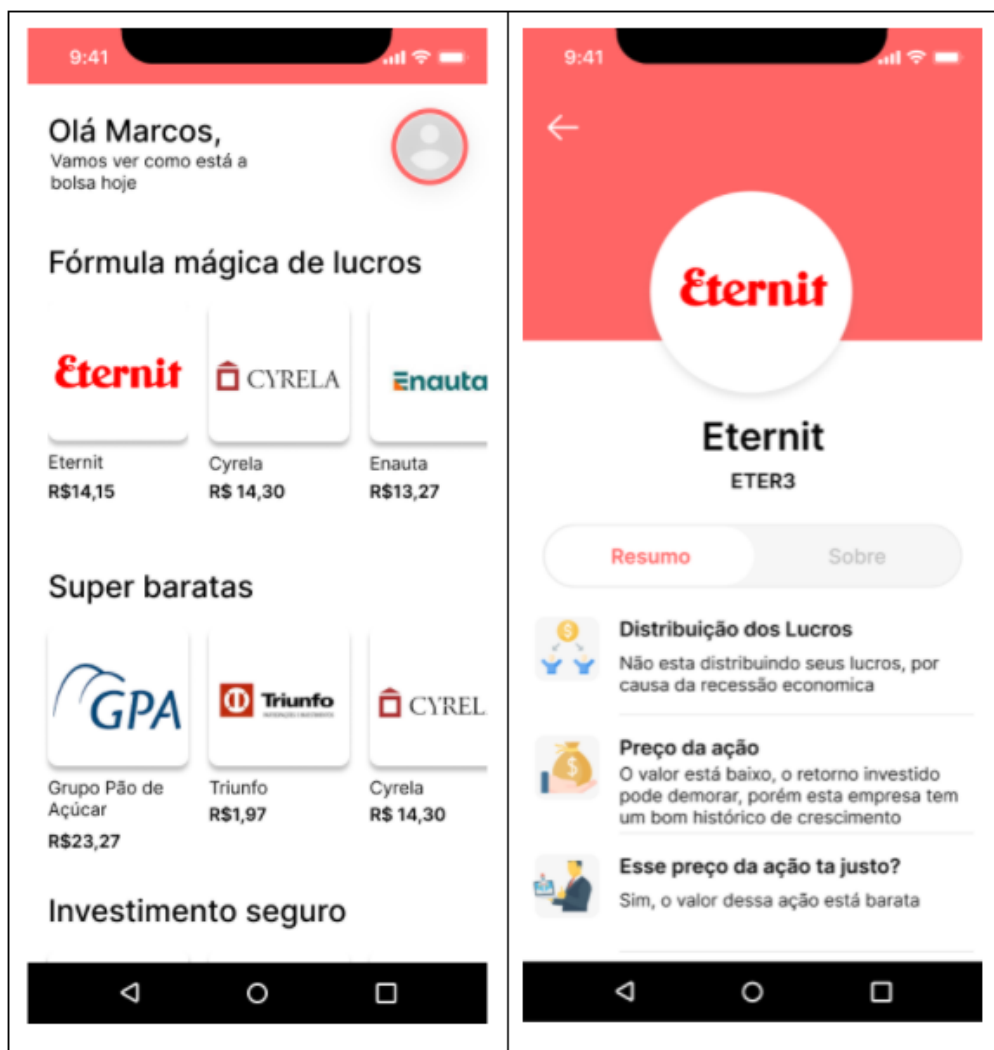 9:41
Olá Marcos,
Vamos ver como está a
bolsa hoje
Fórmula mágica de lucros
Eternit
CYRELA
Enauta
Eternit
Cyrela
Enauta
R$14,15
R$ 14,30
R$13,27
Super baratas
GPA
Triunfo
CYREL
Grupo Pão de
Açúcar
Triunfo
Cyrela
R$1,97
R$ 14,30
R$23,27
Investimento seguro
9:41
Eternit
Eternit
ETER3
Resumo
Sobre
Distribuição dos Lucros
Não esta distribuindo seus lucros, por
causa da recessão economica
Preço da ação
O valor está baixo, o retorno investido
pode demorar, porém esta empresa tem
um bom histórico de crescimento
Esse preço da ação ta justo?
Sim, o valor dessa ação está barata